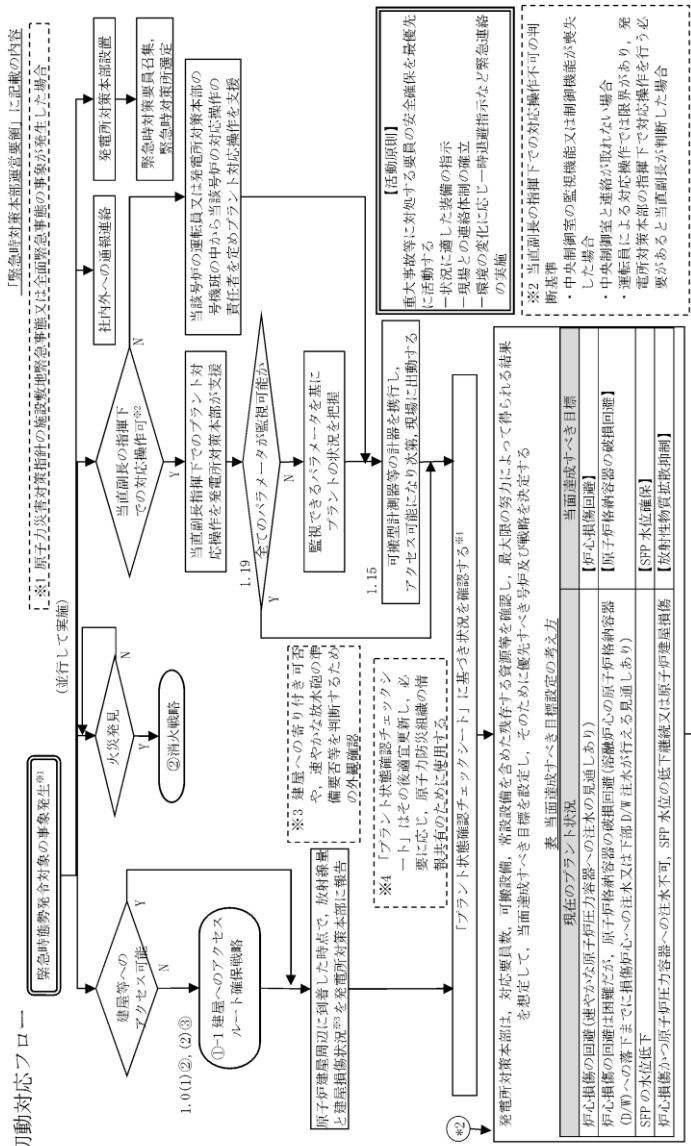 初動対応フロー
緊急時態勢発令対象の事象発生※1
(並行して実施)
「緊急時対策本部運営要領」に記載の内容
※1 原子力災害対策指針の施設敷地緊急事態又は全面緊急事態の事象が発生した場合
建屋等への
アクセス可能
Y
N
1.0(1)②, (2)③
①-1 建屋へのアクセス
ルート確保戦略
原子炉建屋周辺に到着した時点で, 放射線量
と建屋損傷状況※3を発電所対策本部に報告
火災発見
N
Y
②消火戦略
※3 建屋への寄り付き可否
や, 速やかな放水砲の準
備要否等を判断するため
の外観確認
※4 「プラント状態確認チェックシ
ート」はその後適宜更新し, 必
要に応じ, 原子力防災組織の情
報共有のために使用する
当直副長の指揮下
での対応操作可※2
N
Y
当直副長指揮下でのプラント対
応操作を発電所対策本部が支援
1.19
全てのパラメータが監視可能か
Y
N
監視できるパラメータを基に
プラントの状況を把握
1.15
可搬型計測器等の計器を携行し,
アクセス可能になり次第, 現場に出動する
社内外への通報連絡
発電所対策本部設置
緊急時対策要員召集,
緊急時対策所選定
当該号炉の運転員又は発電所対策本部の
号機班の中から当該号炉の対応操作の
責任者を定めプラント対応操作を支援
【活動原則】
重大事故等に対処する要員の安全確保を最優先
に活動する
－状況に適した装備の指示
－現場との連絡体制の確立
－環境の変化に応じ一時退避指示など緊急連絡
の実施
※2 当直副長の指揮下での対応操作不可の判
断基準
・中央制御室の監視機能又は制御機能が喪失
した場合
・中央制御室と連絡が取れない場合
・運転員による対応操作では限界があり, 発
電所対策本部の指揮下で対応操作を行う必
要があると当直副長が判断した場合
「プラント状態確認チェックシート」に基づき状況を確認する※4
*2
発電所対策本部は, 対応要員数, 可搬設備, 常設設備を含めた残存する資源等を確認し, 最大限の努力によって得られる結果
を想定して, 当面達成すべき目標を設定し, そのために優先すべき号炉及び戦略を決定する
表 当面達成すべき目標設定の考え方
現在のプラント状況
当面達成すべき目標
炉心損傷の回避(速やかな原子炉圧力容器への注水の見通しあり)
【炉心損傷回避】
炉心損傷の回避は困難だが, 原子炉格納容器の破損回避(溶融炉心の原子炉格納容器
(D/W)への落下までに損傷炉心への注水又は下部D/W注水が行える見通しあり)
【原子炉格納容器の破損回避】
SFPの水位低下
【SFP水位確保】
炉心損傷かつ原子炉圧力容器への注水不可, SFP水位の低下継続又は原子炉建屋損傷
【放射性物質拡散抑制】